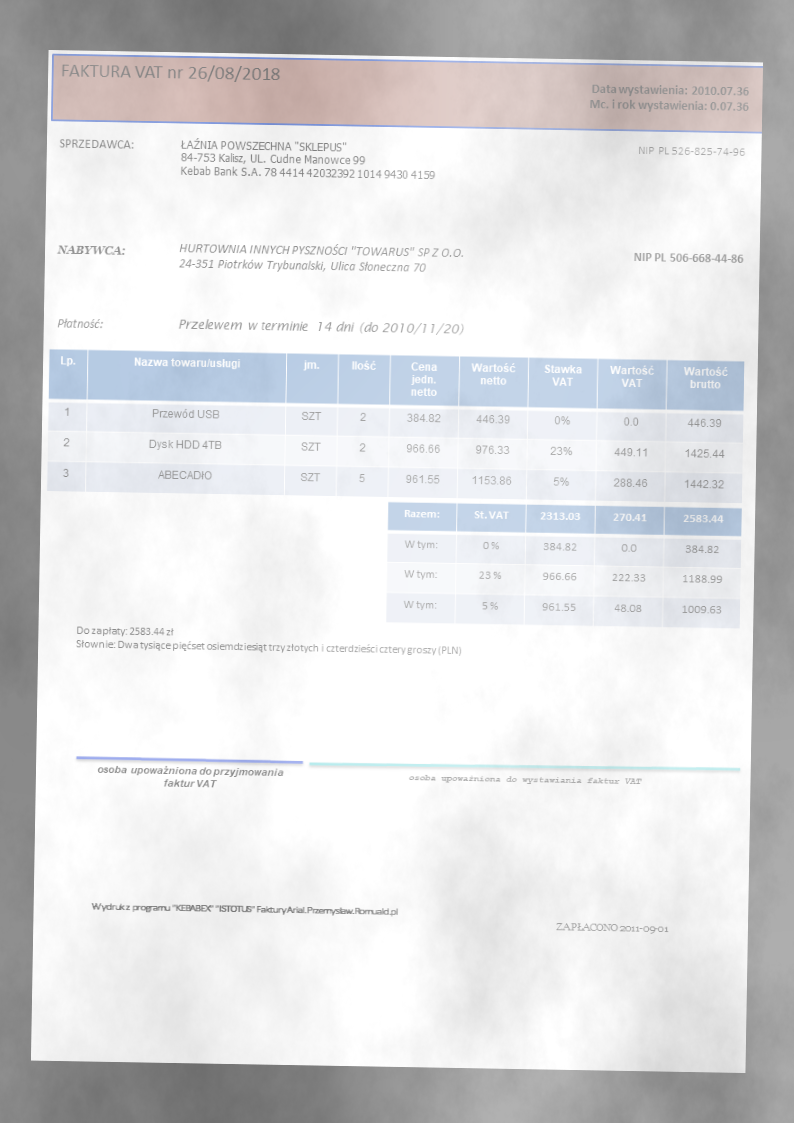 FAKTURA VAT nr 26/08/2018
Data wystawienia: 2010.07.36
Mc. i rok wystawienia: 0.07.36
SPRZEDAWCA:
ŁAŹNIA POWSZECHNA "SKLEPUS"
84-753 Kalisz, UL. Cudne Manowce 99
Kebab Bank S.A. 78 4414 42032392 1014 9430 4159
NIP PL 526-825-74-96
NABYWCA:
HURTOWNIA INNYCH PYSZNOŚCI "TOWARUS" SP Z O.O.
24-351 Piotrków Trybunalski, Ulica Słoneczna 70
NIP PL 506-668-44-86
Płatność: Przelewem w terminie 14 dni (do 2010/11/20)
Lp. Nazwa towaru/usługi jm. Ilość Cena jedn. netto Wartość netto Stawka VAT Wartość VAT Wartość brutto
1 Przewód USB SZT 2 384.82 446.39 0% 0.0 446.39
2 Dysk HDD 4TB SZT 2 966.66 976.33 23% 449.11 1425.44
3 ABECADŁO SZT 5 961.55 1153.86 5% 288.46 1442.32
Razem: St. VAT 2313.03 270.41 2583.44
W tym: 0 % 384.82 0.0 384.82
W tym: 23 % 966.66 222.33 1188.99
W tym: 5 % 961.55 48.08 1009.63
Do zapłaty: 2583.44 zł
Słownie: Dwa tysiące pięćset osiemdziesiąt trzy złotych i czterdzieści cztery groszy (PLN)
osoba upoważniona do przyjmowania
faktur VAT
osoba upoważniona do wystawiania faktur VAT
Wydruk z programu "KEBABEX" "ISTOTUS" Faktury.Arial.Przemysław.Romuald.pl
ZAPŁACONO 2011-09-01